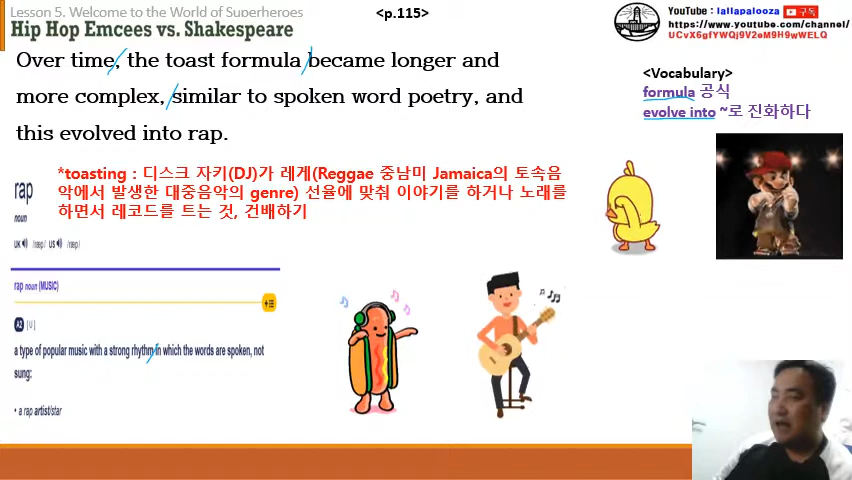 Lesson 5. Welcome to the World of Superheroes
Hip Hop Emcees vs. Shakespeare
<p.115>
YouTube : lallapalooza 구독
https://www.youtube.com/channel/
UCvX6gfYWQj9V2eM9H9wWELQ
Over time, the toast formula became longer and
more complex, similar to spoken word poetry, and
this evolved into rap.
<Vocabulary>
formula 공식
evolve into ~로 진화하다
*toasting : 디스크 자키(DJ)가 레게(Reggae 중남미 Jamaica의 토속음
악에서 발생한 대중음악의 genre) 선율에 맞춰 이야기를 하거나 노래를
하면서 레코드를 트는 것, 건배하기
rap
noun
UK /ræp/ US /ræp/
rap noun (MUSIC)
[U]
a type of popular music with a strong rhythm in which the words are spoken, not
sung:
• a rap artist/star